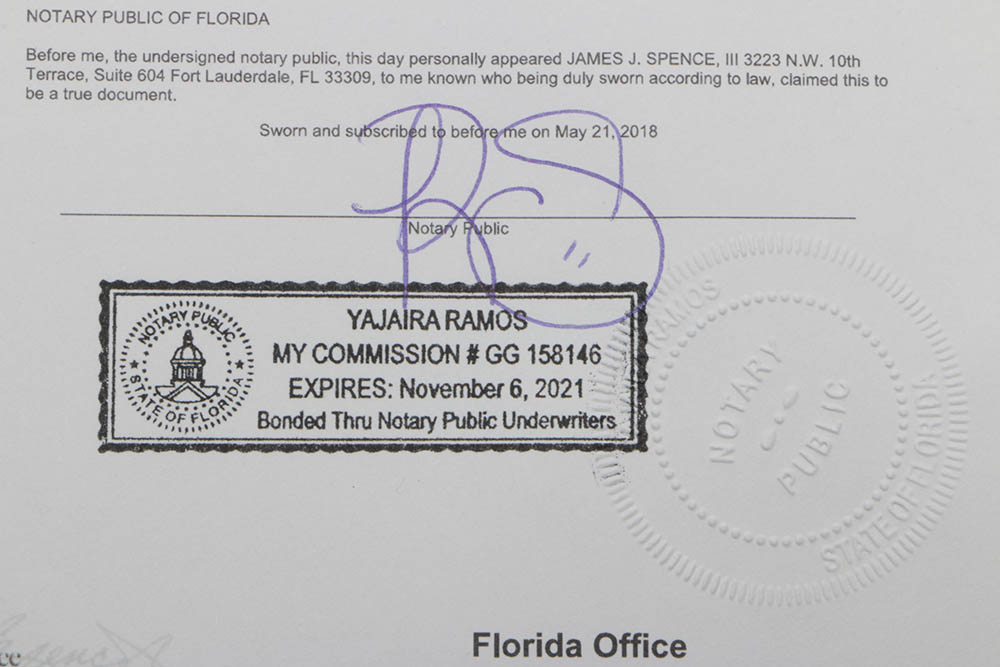 NOTARY PUBLIC OF FLORIDA
Before me, the undersigned notary public, this day personally appeared JAMES J. SPENCE, III 3223 N.W. 10th
Terrace, Suite 604 Fort Lauderdale, FL 33309, to me known who being duly sworn according to law, claimed this to
be a true document.
Sworn and subscribed to before me on May 21, 2018
Notary Public
NOTARY PUBLIC
STATE OF FLORIDA
YAJAIRA RAMOS
MY COMMISSION # GG 158146
EXPIRES: November 6, 2021
Bonded Thru Notary Public Underwriters
RAMOS
NOTARY
PUBLIC
STATE OF FLORIDA
Florida Office